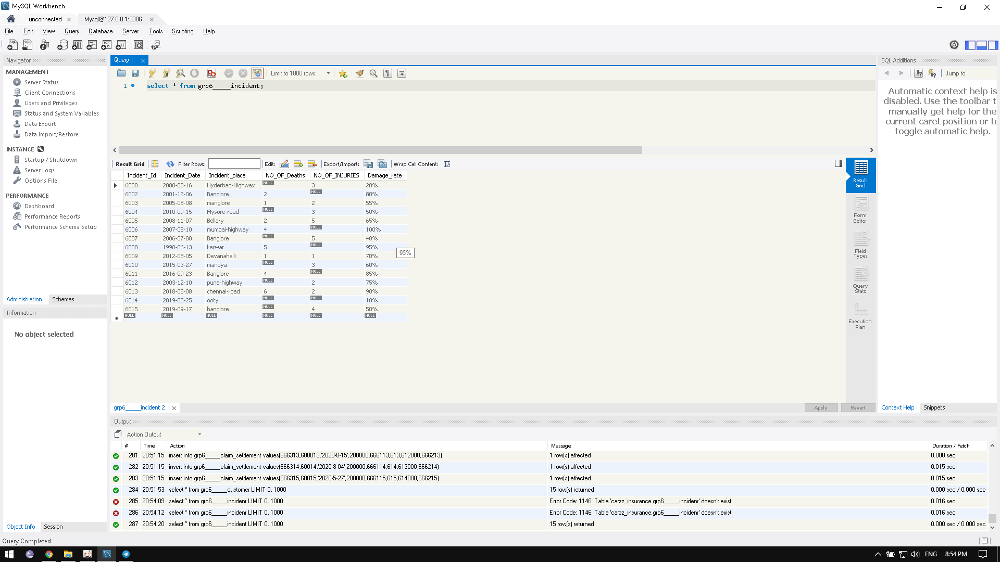 MySQL Workbench
unconnected
Mysql@127.0.0.1:3306
File Edit View Query Database Server Tools Scripting Help
Navigator
MANAGEMENT
Server Status
Client Connections
Users and Privileges
Status and System Variables
Data Export
Data Import/Restore
INSTANCE
Startup / Shutdown
Server Logs
Options File
PERFORMANCE
Dashboard
Performance Reports
Performance Schema Setup
Administration Schemas
Information
No object selected
Object Info Session
Query 1
Limit to 1000 rows
1 select * from grp6_____incident;
Result Grid Filter Rows: Edit: Export/Import: Wrap Cell Content:
Incident_Id Incident_Date Incident_place NO_OF_Deaths NO_OF_INJURIES Damage_rate
6000 2000-08-16 Hyderbad-Highway NULL 3 20%
6002 2001-12-06 Banglore 2 NULL 80%
6003 2005-08-08 manglore 1 2 55%
6004 2010-09-15 Mysore-road NULL 3 50%
6005 2008-11-07 Bellary 2 5 65%
6006 2007-08-10 mumbai-highway 4 NULL 100%
6007 2006-07-08 Banglore NULL 5 40%
6008 1998-06-13 karwar 5 NULL 95%
6009 2012-08-05 Devanahalli 1 1 70%
6010 2015-03-27 mandya NULL 3 60%
6011 2016-09-23 Banglore 4 NULL 85%
6012 2003-12-10 pune-highway NULL 2 75%
6013 2018-05-08 chennai-road 6 2 90%
6014 2019-05-25 ooty NULL NULL 10%
6015 2019-09-17 banglore NULL 4 50%
NULL NULL NULL NULL NULL NULL
95%
Result
Grid
Form
Editor
Field
Types
Query
Stats
Execution
Plan
grp6_____incident 2
Apply Revert
SQL Additions
Jump to
Automatic context help is
disabled. Use the toolbar t
manually get help for the
current caret position or to
toggle automatic help.
Context Help Snippets
Output
Action Output
# Time Action Message Duration / Fetch
281 20:51:15 insert into grp6_____claim_settlement values(666313,600013,'2020-8-15',200000,666113,613,612000,666213) 1 row(s) affected 0.000 sec
282 20:51:15 insert into grp6_____claim_settlement values(666314,60014,'2020-8-04',200000,666114,614,613000,666214) 1 row(s) affected 0.015 sec
283 20:51:15 insert into grp6_____claim_settlement values(666315,60015,'2020-5-27',200000,666115,615,614000,666215) 1 row(s) affected 0.015 sec
284 20:51:53 select * from grp6_____customer LIMIT 0, 1000 15 row(s) returned 0.000 sec / 0.000 sec
285 20:54:09 select * from grp6_____incidenr LIMIT 0, 1000 Error Code: 1146. Table 'carzz_insurance.grp6_____incidenr' doesn't exist 0.016 sec
286 20:54:12 select * from grp6_____incidenr LIMIT 0, 1000 Error Code: 1146. Table 'carzz_insurance.grp6_____incidenr' doesn't exist 0.016 sec
287 20:54:20 select * from grp6_____incident LIMIT 0, 1000 15 row(s) returned 0.000 sec / 0.000 sec
Query Completed
ENG 8:54 PM